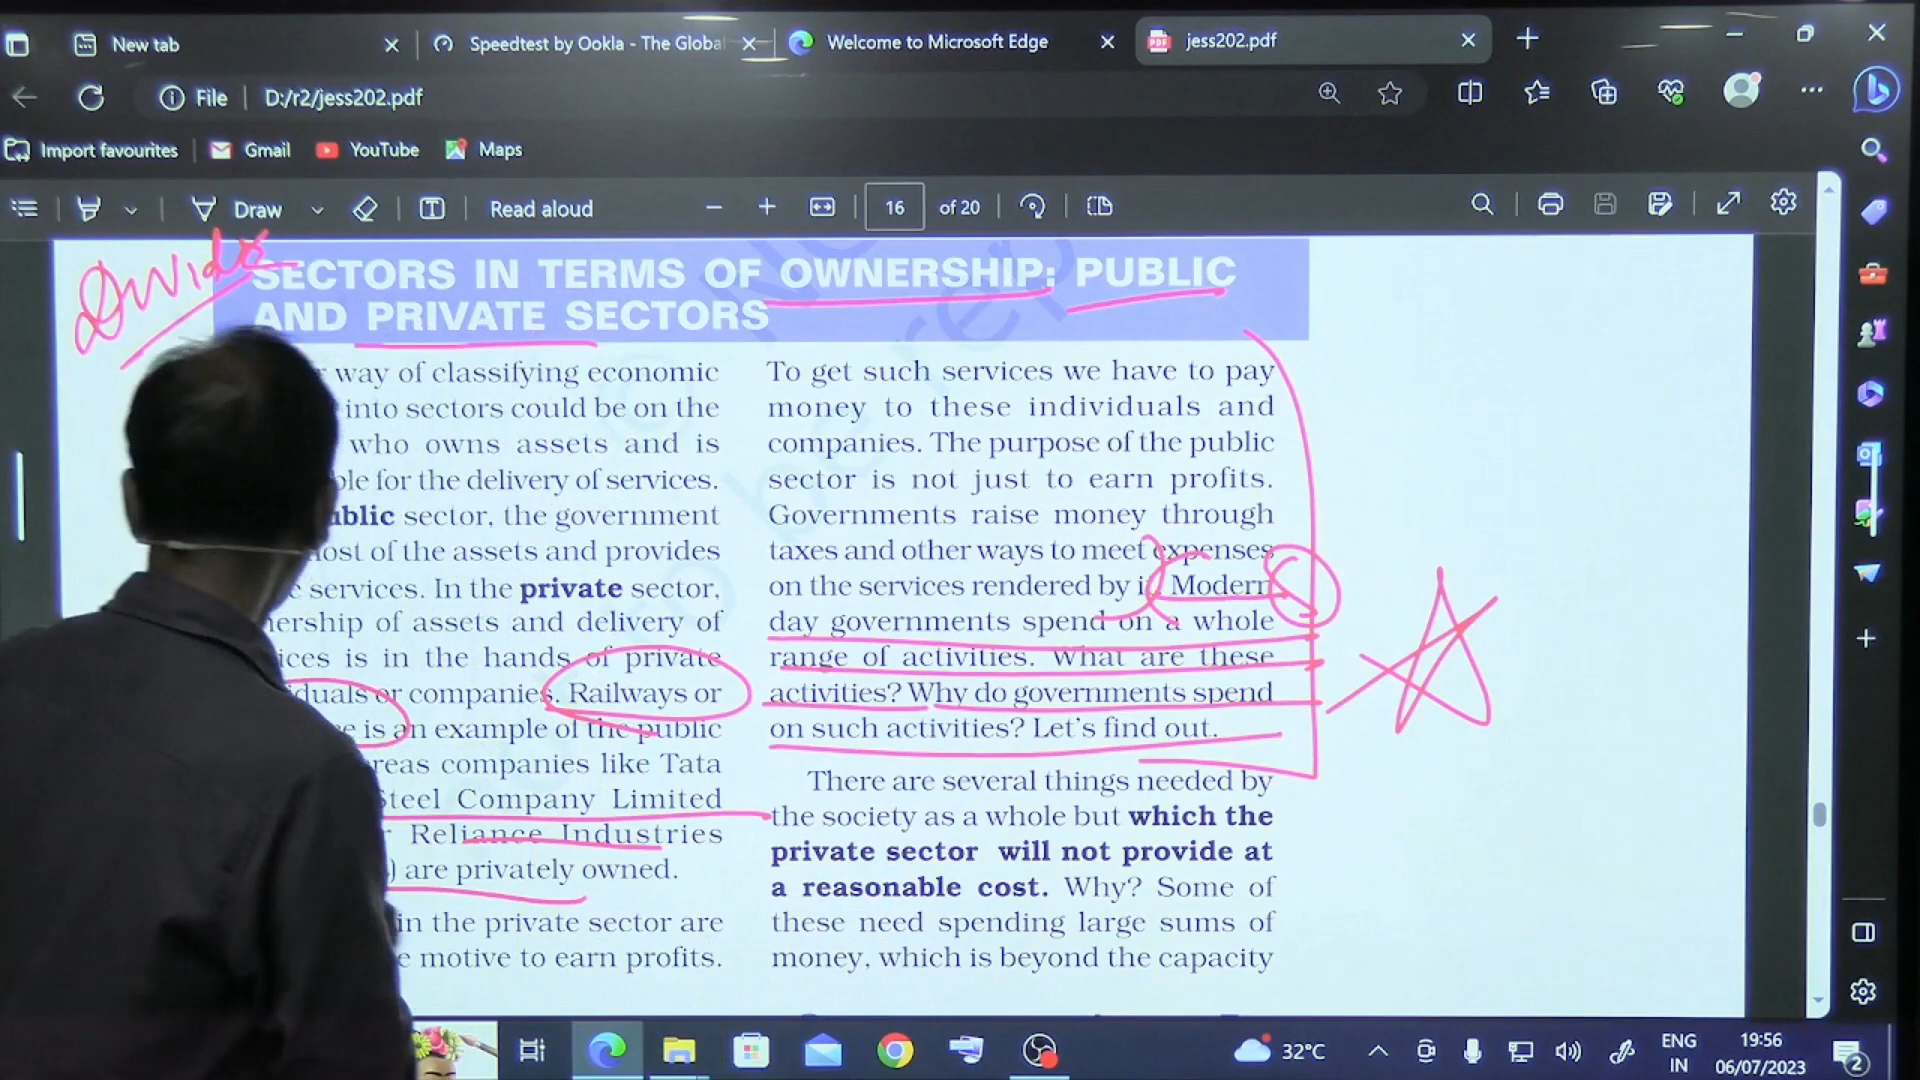 New tab
Speedtest by Ookla - The Global
Welcome to Microsoft Edge
jess202.pdf
File D:/r2/jess202.pdf
Import favourites Gmail YouTube Maps
Draw Read aloud 16 of 20
Divide
SECTORS IN TERMS OF OWNERSHIP: PUBLIC
AND PRIVATE SECTORS
way of classifying economic
into sectors could be on the
who owns assets and is
for the delivery of services.
sector, the government
of the assets and provides
services. In the private sector,
of assets and delivery of
is in the hands of private
or companies. Railways or
is an example of the public
companies like Tata
Steel Company Limited
Reliance Industries
are privately owned.
in the private sector are
motive to earn profits.
To get such services we have to pay
money to these individuals and
companies. The purpose of the public
sector is not just to earn profits.
Governments raise money through
taxes and other ways to meet expenses
on the services rendered by it. Modern
day governments spend on a whole
range of activities. What are these
activities? Why do governments spend
on such activities? Let's find out.
There are several things needed by
the society as a whole but which the
private sector will not provide at
a reasonable cost. Why? Some of
these need spending large sums of
money, which is beyond the capacity
32°C
ENG
IN
19:56
06/07/2023
2